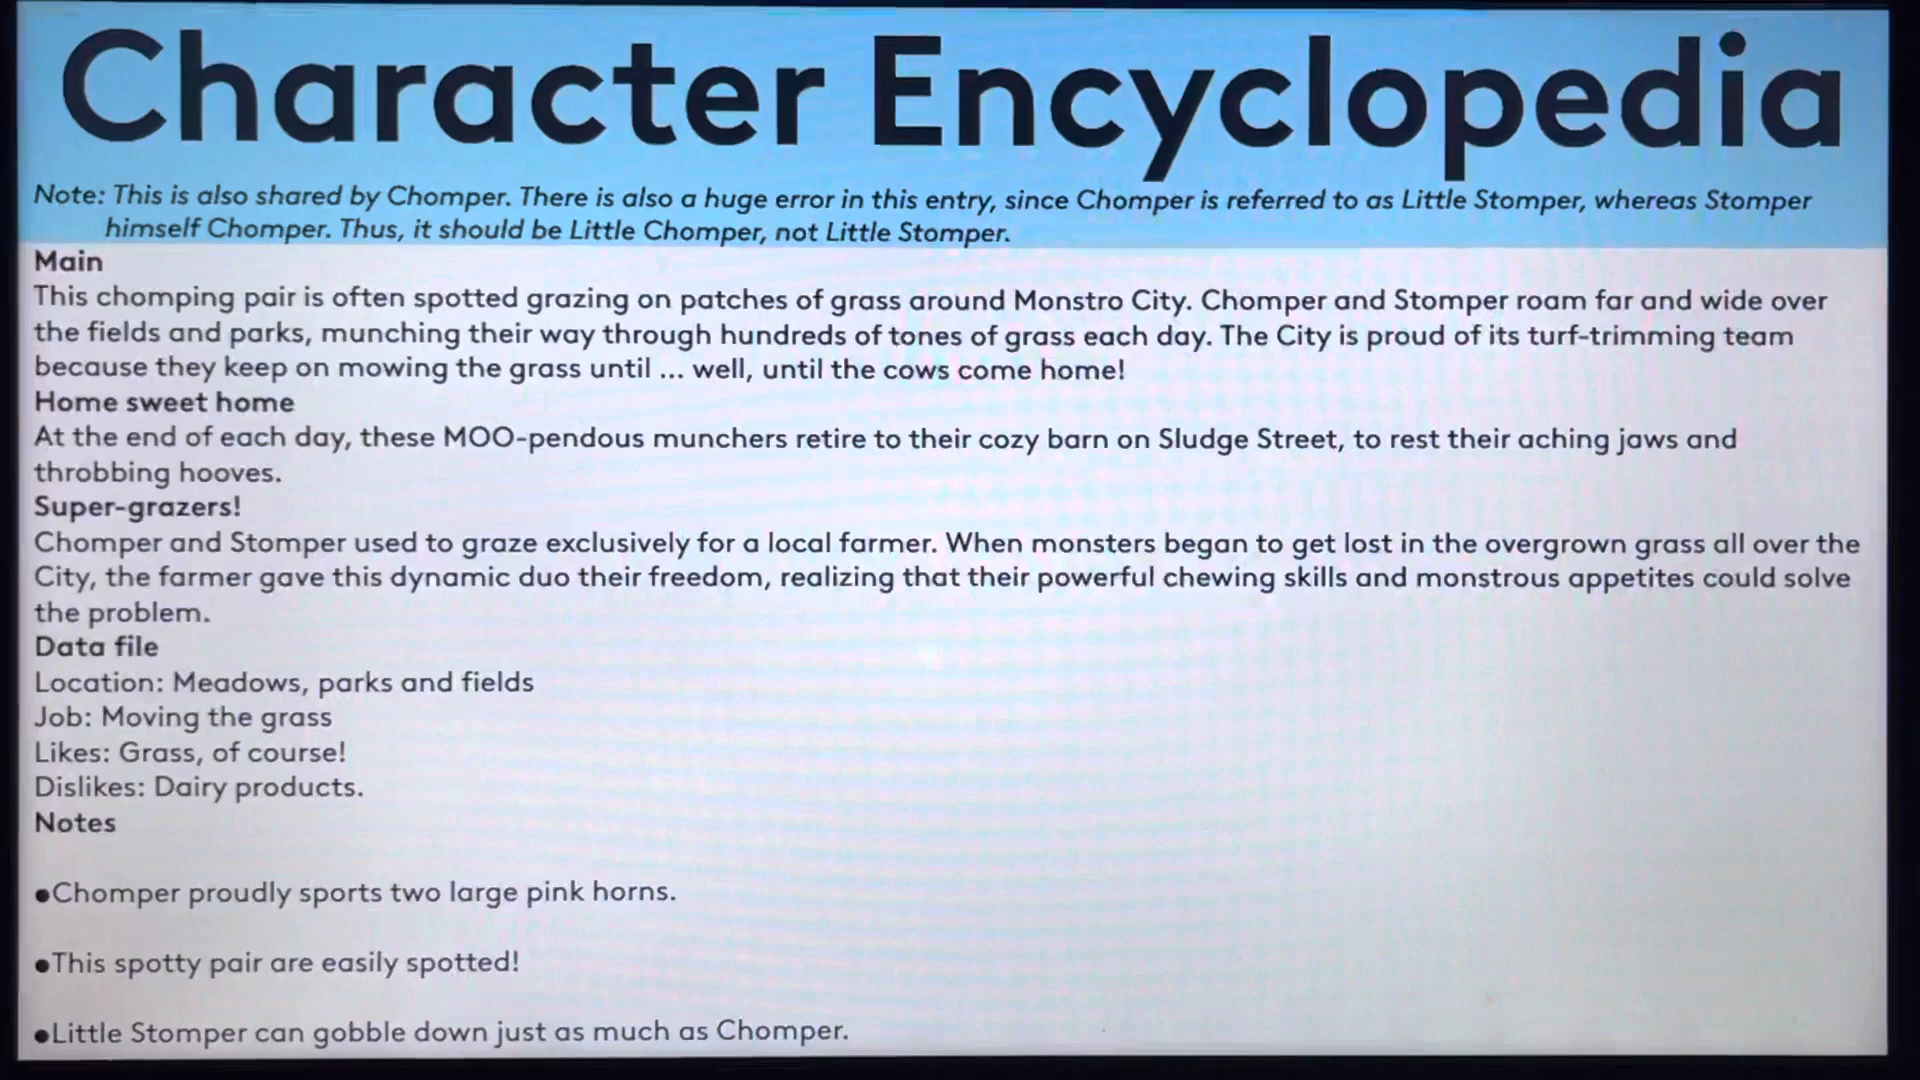 Character Encyclopedia
Note: This is also shared by Chomper. There is also a huge error in this entry, since Chomper is referred to as Little Stomper, whereas Stomper
himself Chomper. Thus, it should be Little Chomper, not Little Stomper.
Main
This chomping pair is often spotted grazing on patches of grass around Monstro City. Chomper and Stomper roam far and wide over
the fields and parks, munching their way through hundreds of tones of grass each day. The City is proud of its turf-trimming team
because they keep on mowing the grass until ... well, until the cows come home!
Home sweet home
At the end of each day, these MOO-pendous munchers retire to their cozy barn on Sludge Street, to rest their aching jaws and
throbbing hooves.
Super-grazers!
Chomper and Stomper used to graze exclusively for a local farmer. When monsters began to get lost in the overgrown grass all over the
City, the farmer gave this dynamic duo their freedom, realizing that their powerful chewing skills and monstrous appetites could solve
the problem.
Data file
Location: Meadows, parks and fields
Job: Moving the grass
Likes: Grass, of course!
Dislikes: Dairy products.
Notes
●Chomper proudly sports two large pink horns.
●This spotty pair are easily spotted!
●Little Stomper can gobble down just as much as Chomper.